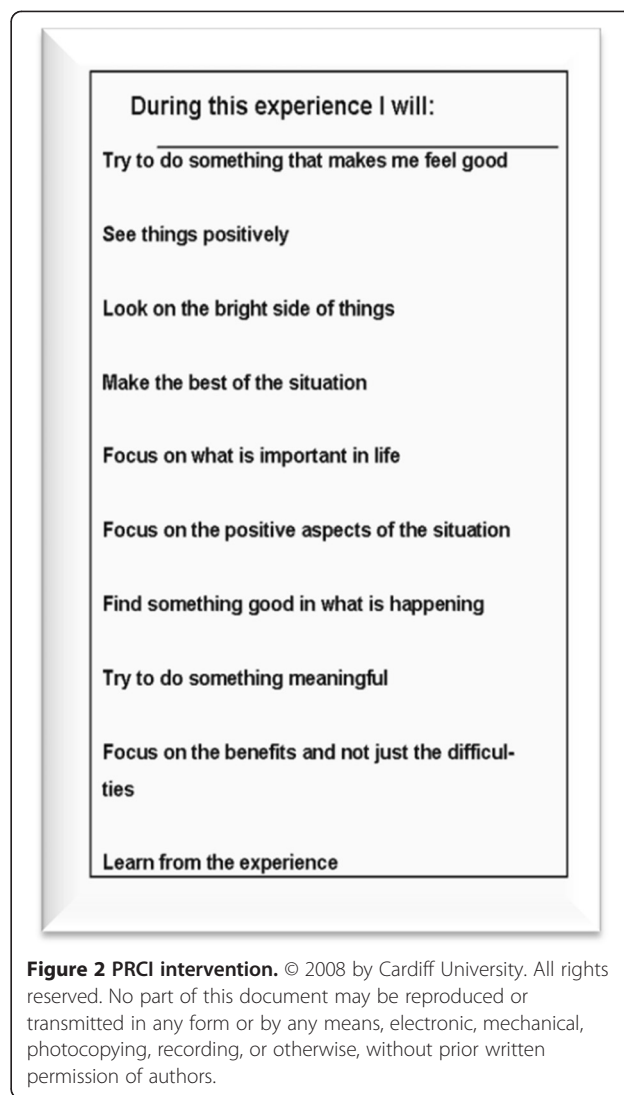 During this experience I will:
Try to do something that makes me feel good
See things positively
Look on the bright side of things
Make the best of the situation
Focus on what is important in life
Focus on the positive aspects of the situation
Find something good in what is happening
Try to do something meaningful
Focus on the benefits and not just the difficul-
ties
Learn from the experience
Figure 2 PRCI intervention. © 2008 by Cardiff University. All rights
reserved. No part of this document may be reproduced or
transmitted in any form or by any means, electronic, mechanical,
photocopying, recording, or otherwise, without prior written
permission of authors.